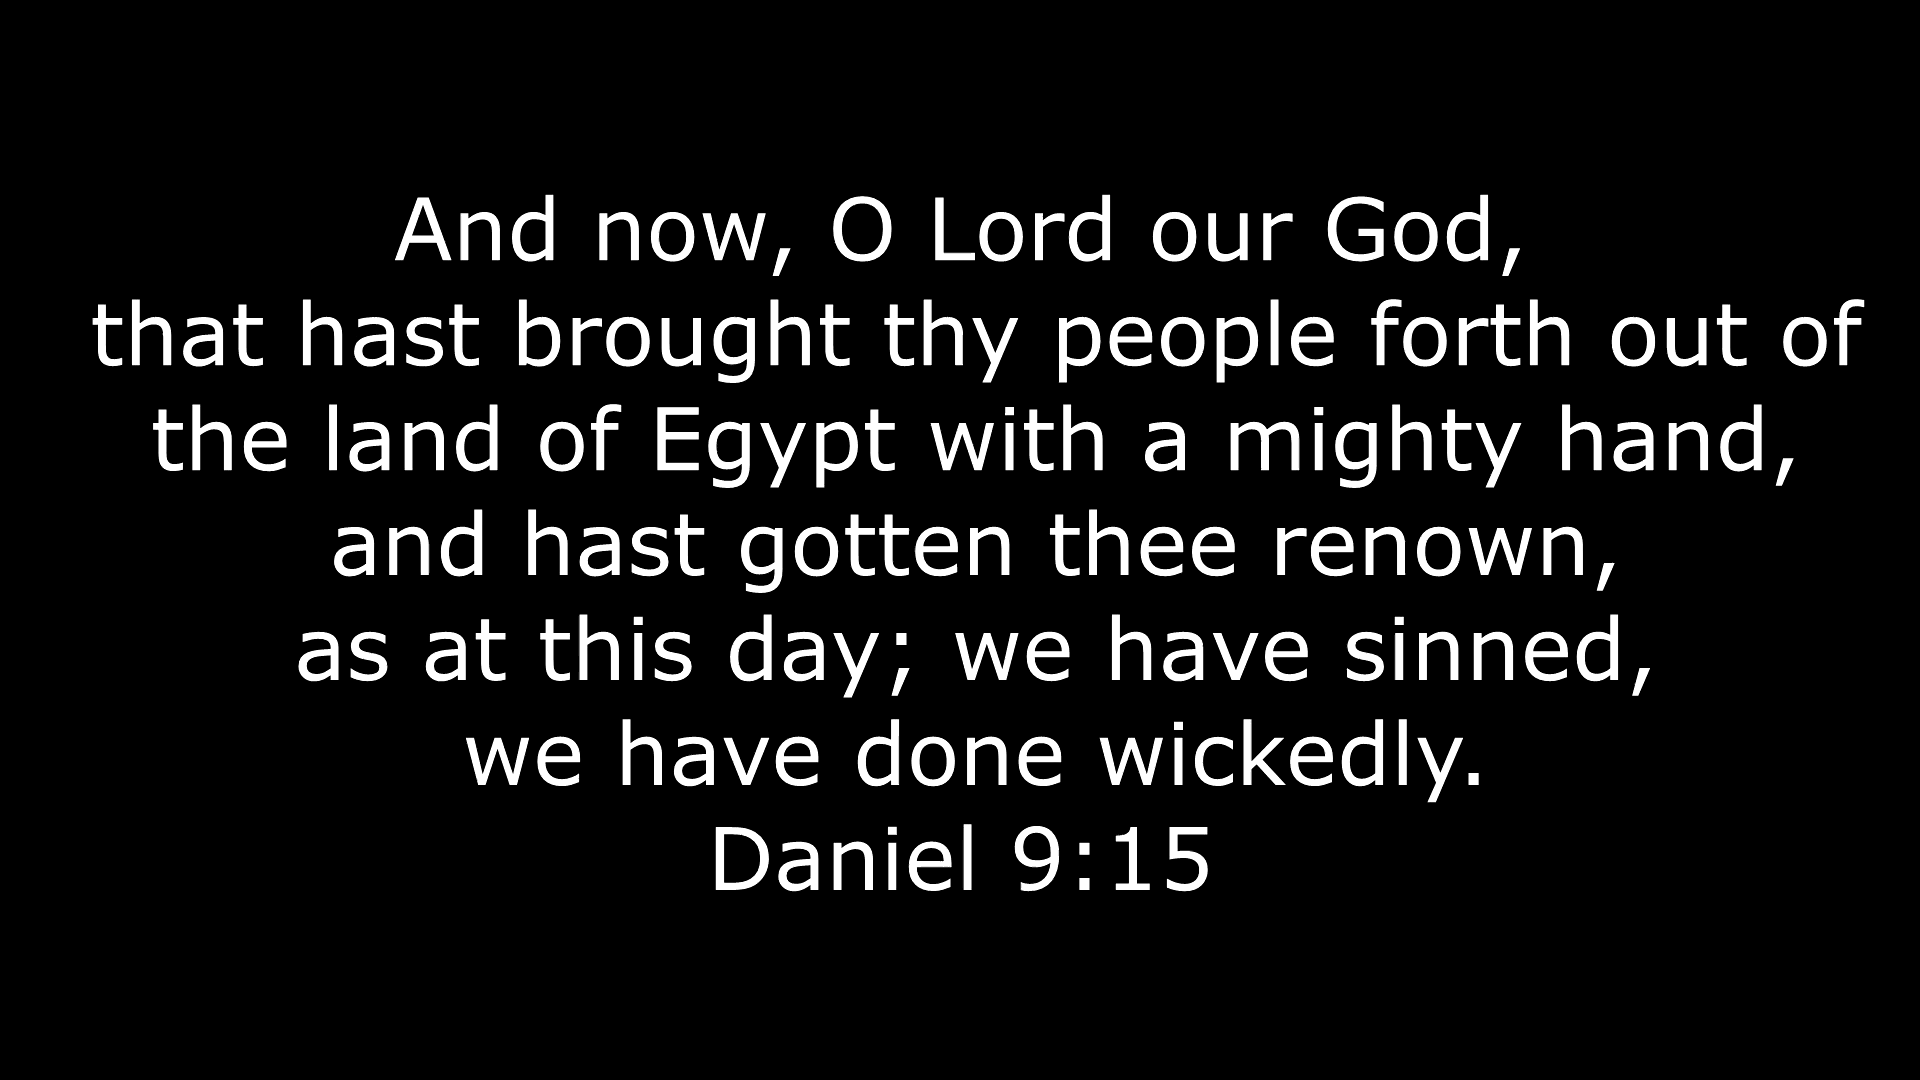 And now, O Lord our God,
that hast brought thy people forth out of
the land of Egypt with a mighty hand,
and hast gotten thee renown,
as at this day; we have sinned,
we have done wickedly.
Daniel 9:15